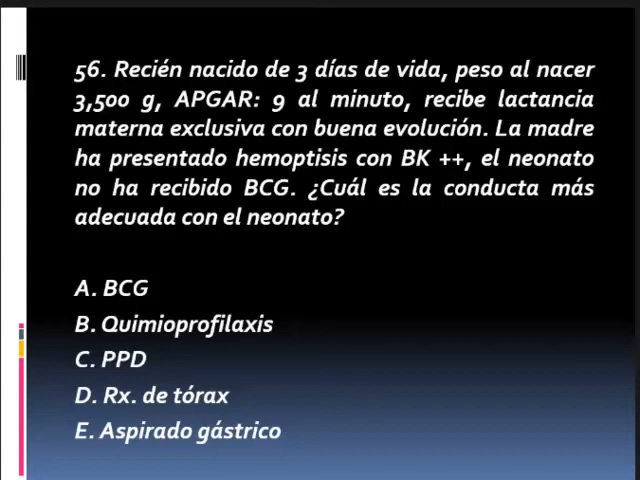 56. Recién nacido de 3 días de vida, peso al nacer
3,500 g, APGAR: 9 al minuto, recibe lactancia
materna exclusiva con buena evolución. La madre
ha presentado hemoptisis con BK ++, el neonato
no ha recibido BCG. ¿Cuál es la conducta más
adecuada con el neonato?
A. BCG
B. Quimioprofilaxis
C. PPD
D. Rx. de tórax
E. Aspirado gástrico